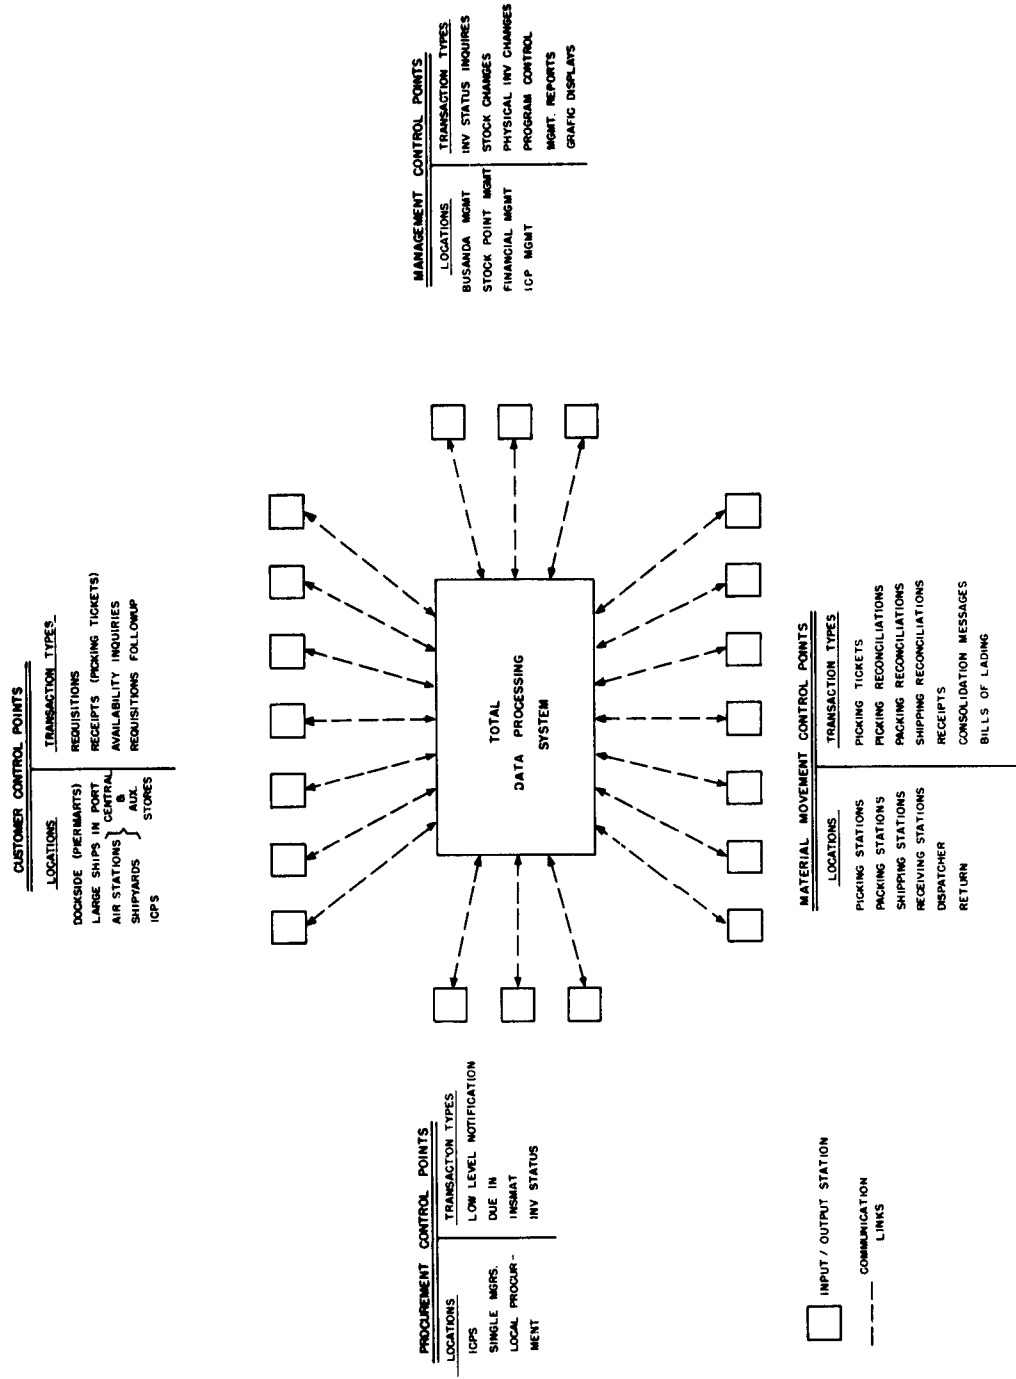 CUSTOMER CONTROL POINTS
LOCATIONS
DOCKSIDE (PIERMARTS)
LARGE SHIPS IN PORT
AIR STATIONS } CENTRAL
SHIPYARDS } & AUX. STORES
ICPS
TRANSACTION TYPES
REQUISITIONS
RECEIPTS (PICKING TICKETS)
AVAILABILITY INQUIRIES
REQUISITIONS FOLLOWUP
PROCUREMENT CONTROL POINTS
LOCATIONS
ICPS
SINGLE MGRS.
LOCAL PROCUR-
MENT
TRANSACTION TYPES
LOW LEVEL NOTIFICATION
DUE IN
INSMAT
INV STATUS
TOTAL
DATA PROCESSING
SYSTEM
MANAGEMENT CONTROL POINTS
LOCATIONS
BUSANDA MGMT
STOCK POINT MGMT
FINANCIAL MGMT
ICP MGMT
TRANSACTION TYPES
INV STATUS INQUIRES
STOCK CHANGES
PHYSICAL INV CHANGES
PROGRAM CONTROL
MGMT. REPORTS
GRAFIC DISPLAYS
MATERIAL MOVEMENT CONTROL POINTS
LOCATIONS
PICKING STATIONS
PACKING STATIONS
SHIPPING STATIONS
RECEIVING STATIONS
DISPATCHER
RETURN
TRANSACTION TYPES
PICKING TICKETS
PICKING RECONCILIATIONS
PACKING RECONCILIATIONS
SHIPPING RECONCILIATIONS
RECEIPTS
CONSOLIDATION MESSAGES
BILLS OF LADING
INPUT / OUTPUT STATION
COMMUNICATION
LINKS